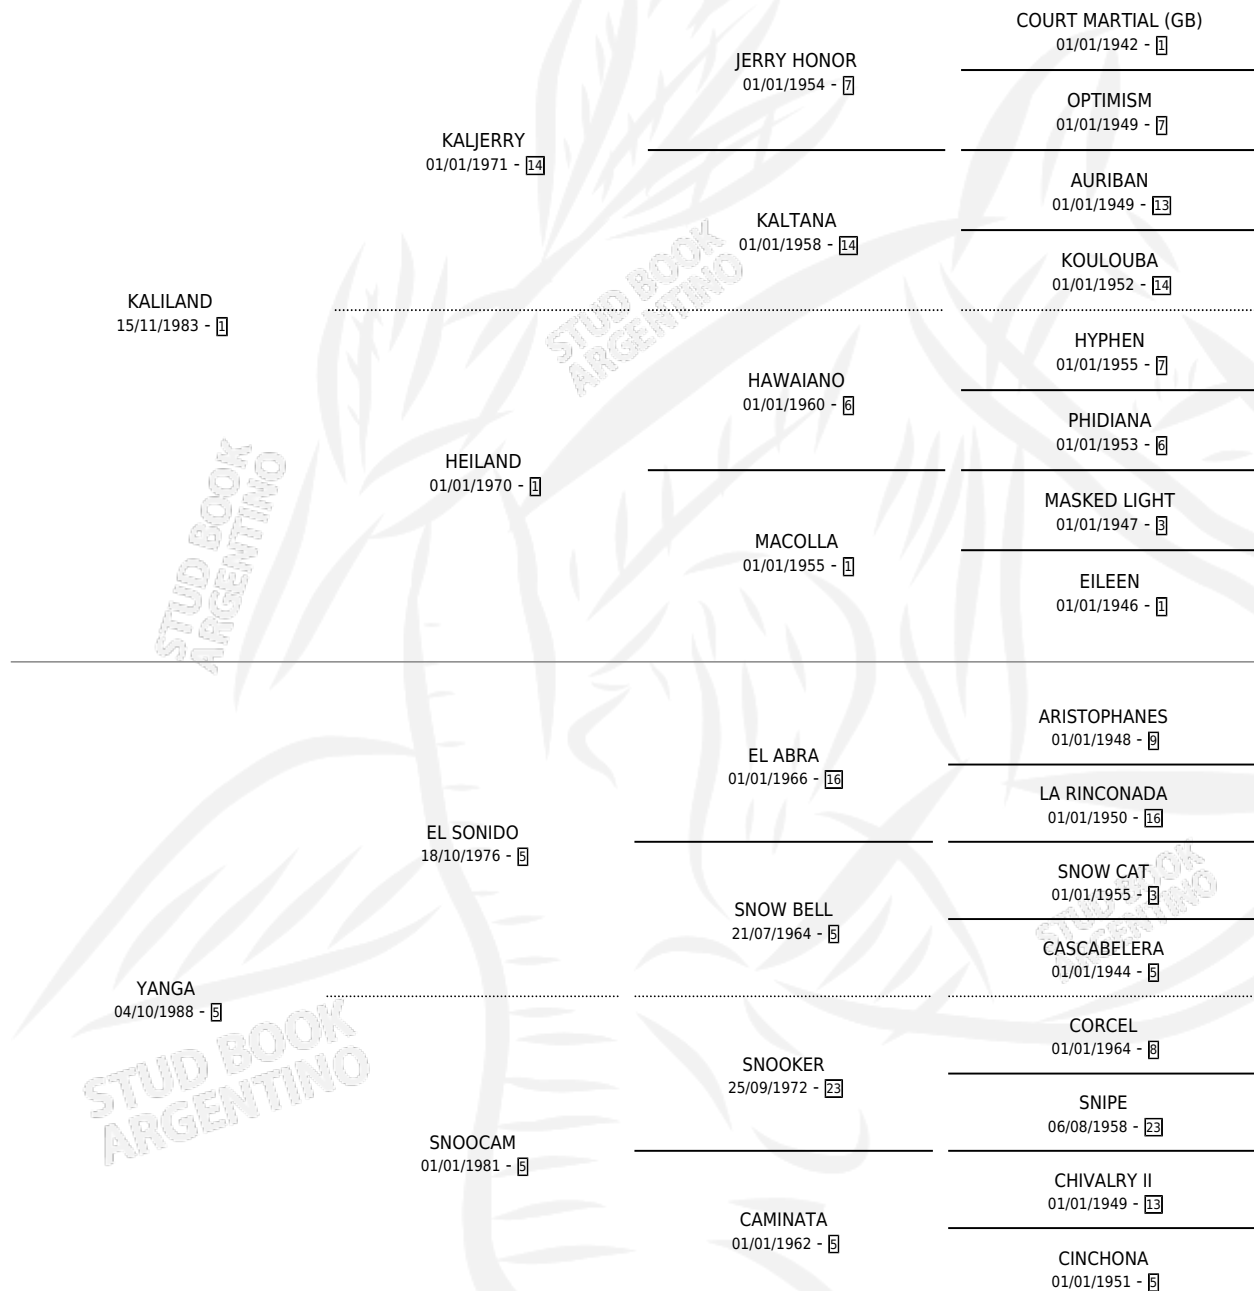 COURT MARTIAL (GB)
01/01/1942 - 1
JERRY HONOR
01/01/1954 - 7
OPTIMISM
01/01/1949 - 7
KALJERRY
01/01/1971 - 14
AURIBAN
01/01/1949 - 13
KALTANA
01/01/1958 - 14
KOULOUBA
01/01/1952 - 14
KALILAND
15/11/1983 - 1
HYPHEN
01/01/1955 - 7
HAWAIANO
01/01/1960 - 6
PHIDIANA
01/01/1953 - 6
HEILAND
01/01/1970 - 1
MASKED LIGHT
01/01/1947 - 3
MACOLLA
01/01/1955 - 1
EILEEN
01/01/1946 - 1
ARISTOPHANES
01/01/1948 - 9
EL ABRA
01/01/1966 - 16
LA RINCONADA
01/01/1950 - 16
EL SONIDO
18/10/1976 - 5
SNOW CAT
01/01/1955 - 3
SNOW BELL
21/07/1964 - 5
CASCABELERA
01/01/1944 - 5
YANGA
04/10/1988 - 5
CORCEL
01/01/1964 - 8
SNOOKER
25/09/1972 - 23
SNIPE
06/08/1958 - 23
SNOOCAM
01/01/1981 - 5
CHIVALRY II
01/01/1949 - 13
CAMINATA
01/01/1962 - 5
CINCHONA
01/01/1951 - 5
STUD BOOK
ARGENTINO
STUD BOOK
ARGENTINO
STUD BOOK
ARGENTINO
STUD BOOK
ARGENTINO